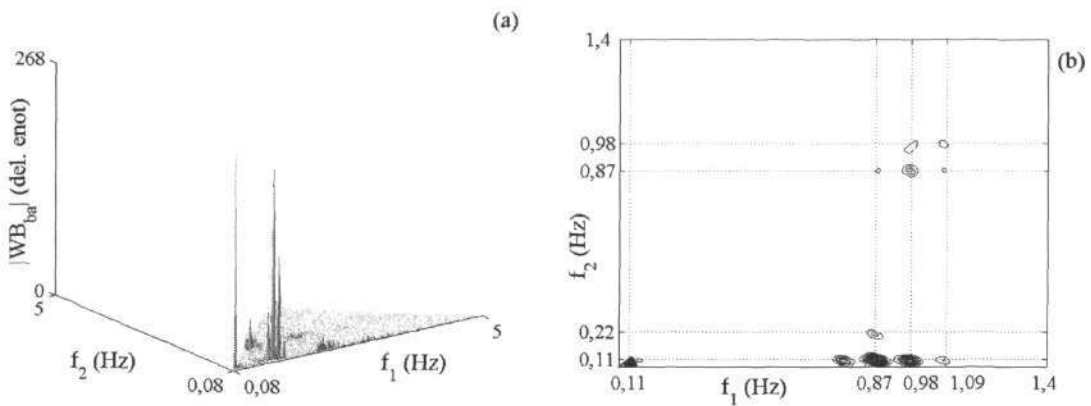 (a)
268
|WB_ba| (del. enot)
0
5
f_2 (Hz)
0,08
0,08
f_1 (Hz)
5
(b)
1,4
0,98
0,87
f_2 (Hz)
0,22
0,11
0,11
f_1 (Hz)
0,87
0,98
1,09
1,4